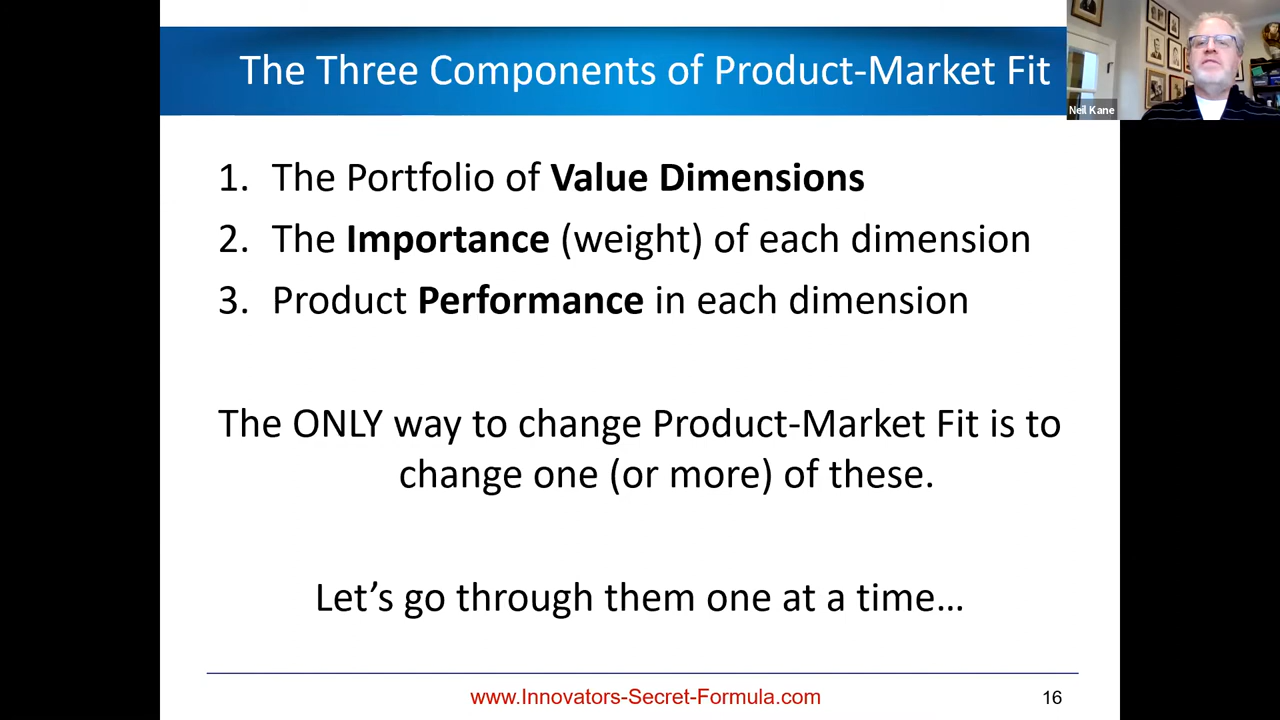 The Three Components of Product-Market Fit
Neil Kane
1. The Portfolio of Value Dimensions
2. The Importance (weight) of each dimension
3. Product Performance in each dimension
The ONLY way to change Product-Market Fit is to
change one (or more) of these.
Let's go through them one at a time…
www.Innovators-Secret-Formula.com
16